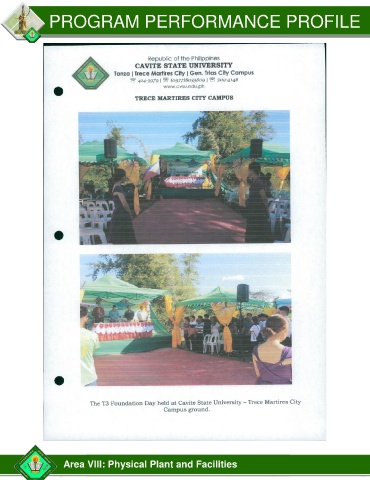 PROGRAM PERFORMANCE PROFILE
Republic of the Philippines
CAVITE STATE UNIVERSITY
Tanza | Trece Martires City | Gen. Trias City Campus
www.cvsu.edu.ph
TRECE MARTIRES CITY CAMPUS
The T3 Foundation Day held at Cavite State University – Trece Martires City
Campus ground.
Area VIII: Physical Plant and Facilities